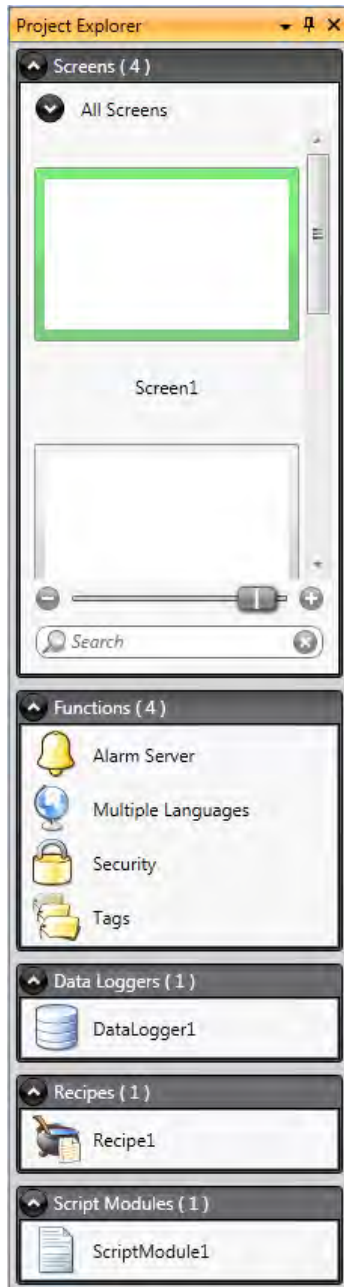 Project Explorer
Screens ( 4 )
All Screens
Screen1
Search
Functions ( 4 )
Alarm Server
Multiple Languages
Security
Tags
Data Loggers ( 1 )
DataLogger1
Recipes ( 1 )
Recipe1
Script Modules ( 1 )
ScriptModule1